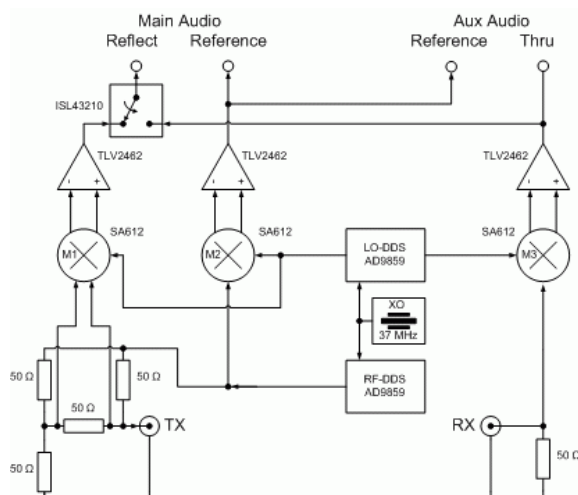 Main Audio
Aux Audio
Reflect
Reference
Reference
Thru
ISL43210
TLV2462
TLV2462
TLV2462
SA612
SA612
SA612
M1
M2
M3
LO-DDS
AD9859
XO
37 MHz
RF-DDS
AD9859
50 Ω
50 Ω
50 Ω
TX
RX
50 Ω
50 Ω